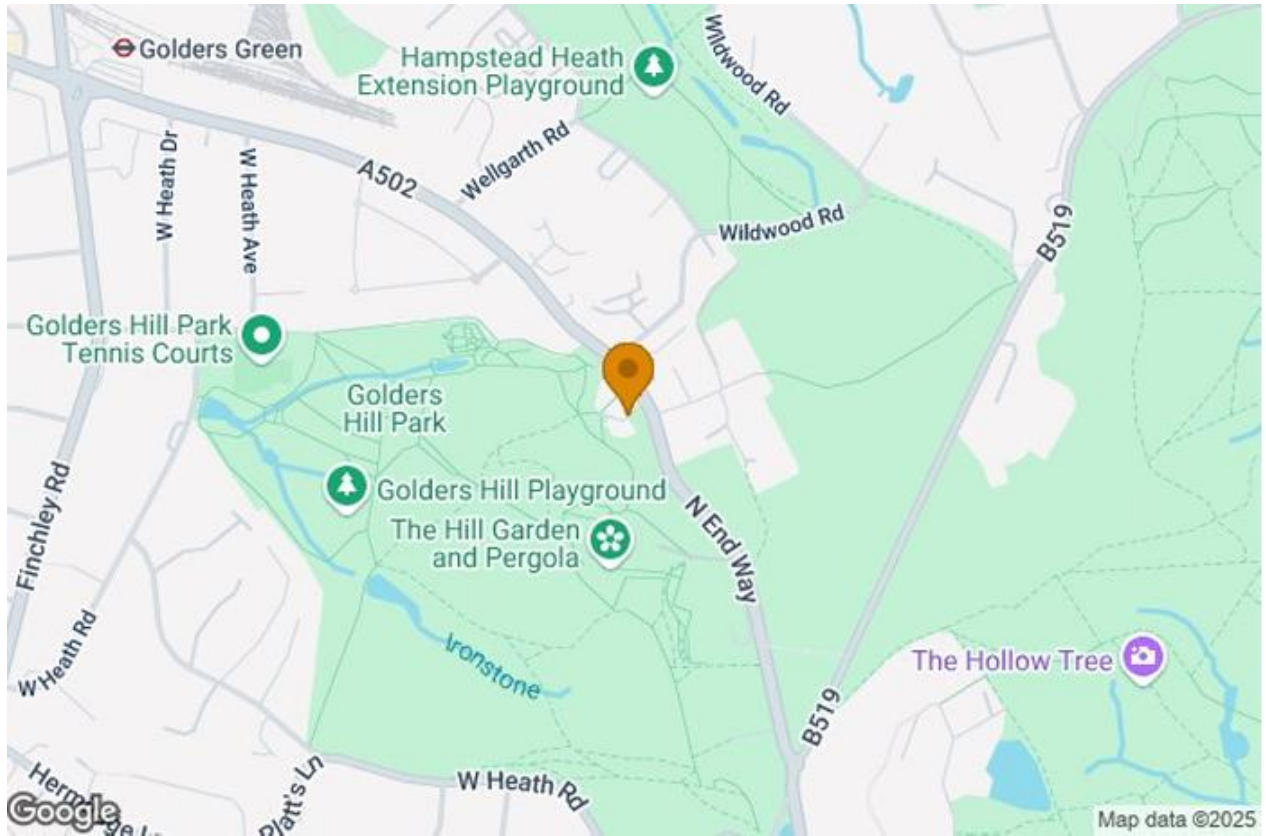 Golders Green
Hampstead Heath
Extension Playground
Wildwood Rd
W Heath Dr
W Heath Ave
A502
Wellgarth Rd
Wildwood Rd
B519
Golders Hill Park
Tennis Courts
Golders
Hill Park
Golders Hill Playground
The Hill Garden
and Pergola
N End Way
Finchley Rd
W Heath Rd
Ironstone
The Hollow Tree
B519
W Heath Rd
Platt's Ln
Google
Map data ©2025